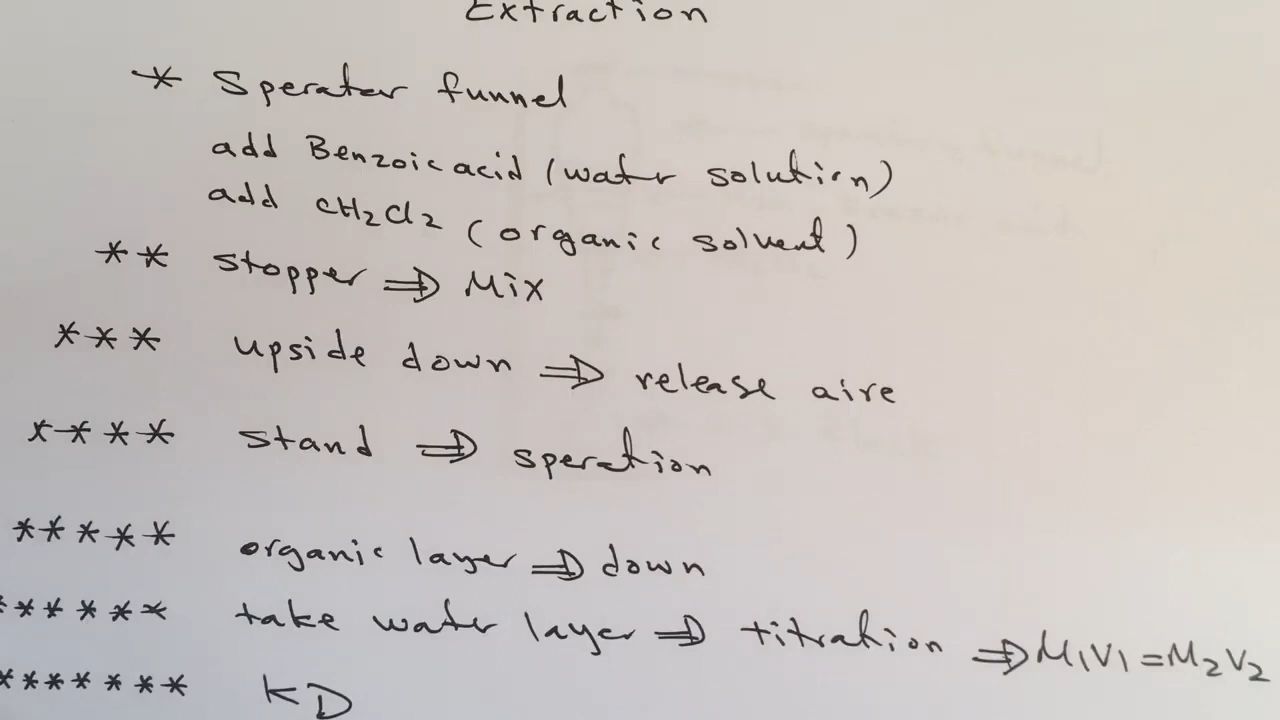 Extraction
* Sperater funnel
add Benzoic acid (water solution)
add CH2Cl2 (organic solvent)
** stopper ⇒ Mix
*** upside down ⇒ release aire
**** stand ⇒ speration
***** organic layer ⇒ down
****** take water layer ⇒ titration ⇒ M1V1 = M2V2
******* KD